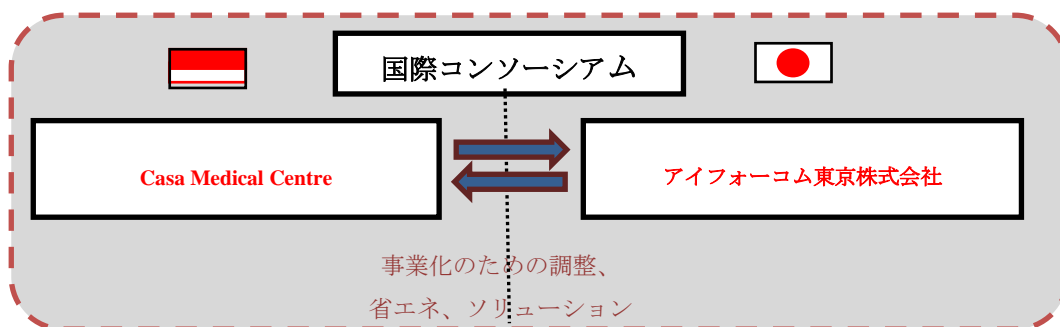 国際コンソーシアム
Casa Medical Centre
アイフォーコム東京株式会社
事業化のための調整、
省エネ、ソリューション